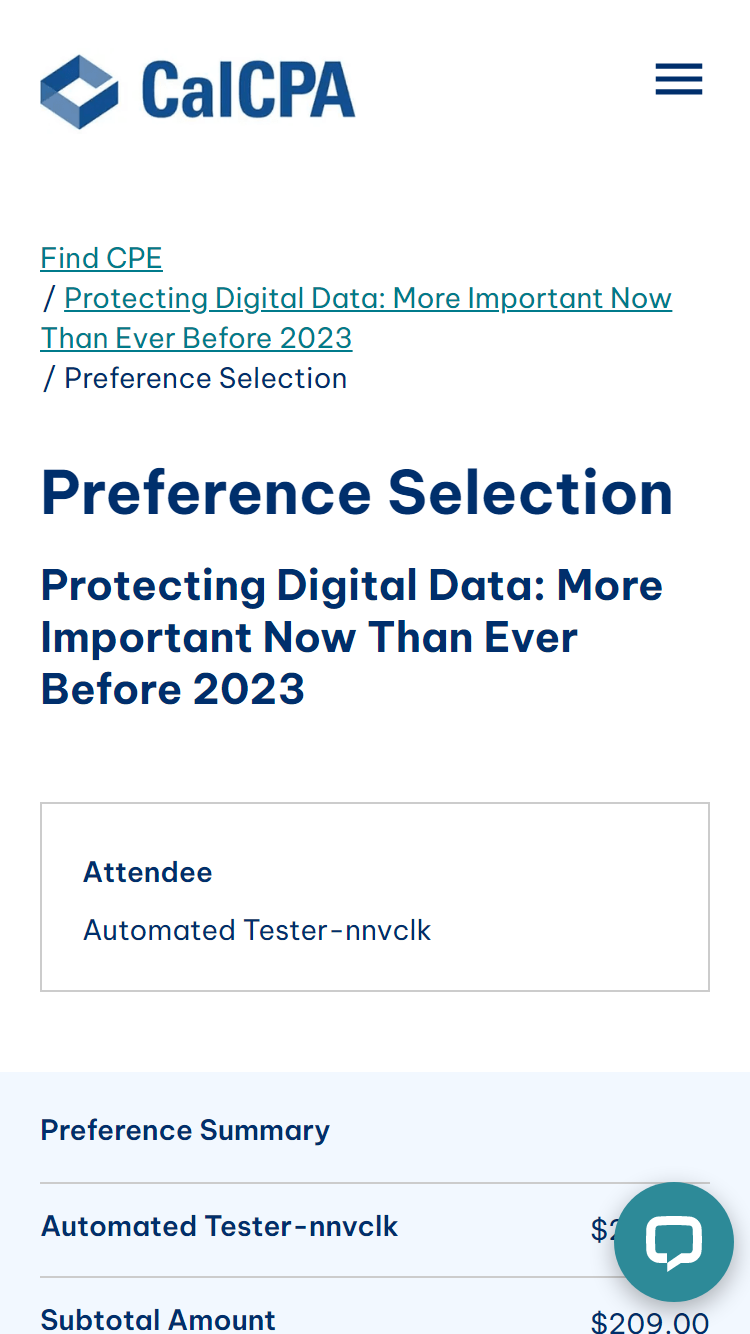 CalCPA
Find CPE
/ Protecting Digital Data: More Important Now
Than Ever Before 2023
/ Preference Selection
Preference Selection
Protecting Digital Data: More
Important Now Than Ever
Before 2023
Attendee
Automated Tester-nnvclk
Preference Summary
Automated Tester-nnvclk
Subtotal Amount $209.00